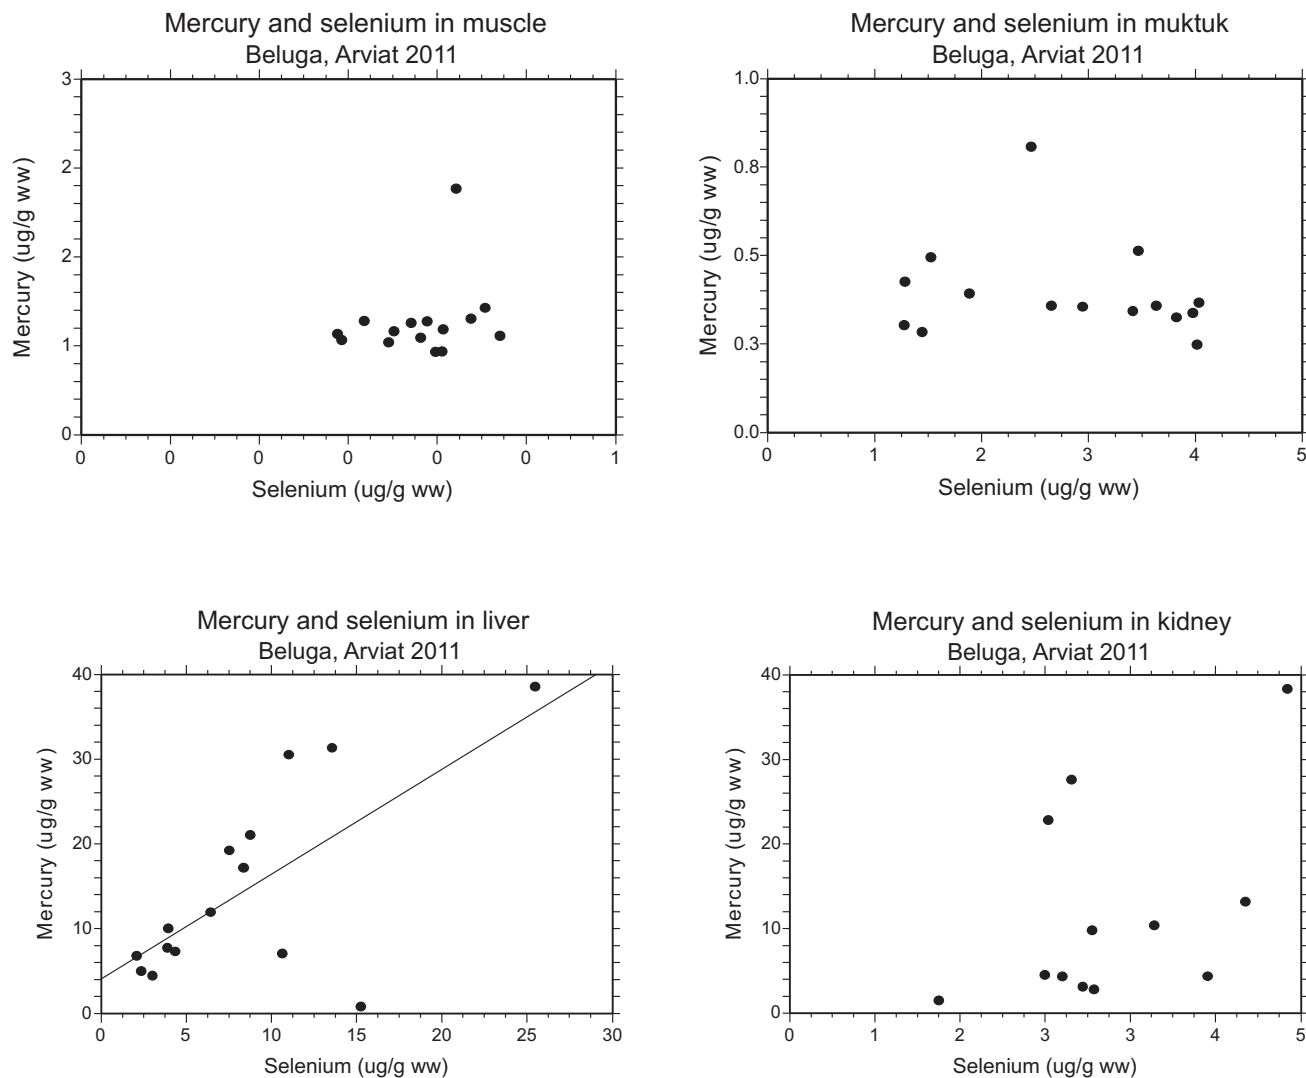 Mercury and selenium in muscle
Beluga, Arviat 2011
3
2
2
1
0
Mercury (ug/g ww)
0 0 0 0 0 0 1
Selenium (ug/g ww)
Mercury and selenium in muktuk
Beluga, Arviat 2011
1.0
0.8
0.5
0.3
0.0
Mercury (ug/g ww)
0 1 2 3 4 5
Selenium (ug/g ww)
Mercury and selenium in liver
Beluga, Arviat 2011
40
30
20
10
0
Mercury (ug/g ww)
0 5 10 15 20 25 30
Selenium (ug/g ww)
Mercury and selenium in kidney
Beluga, Arviat 2011
40
30
20
10
0
Mercury (ug/g ww)
0 1 2 3 3 4 5
Selenium (ug/g ww)